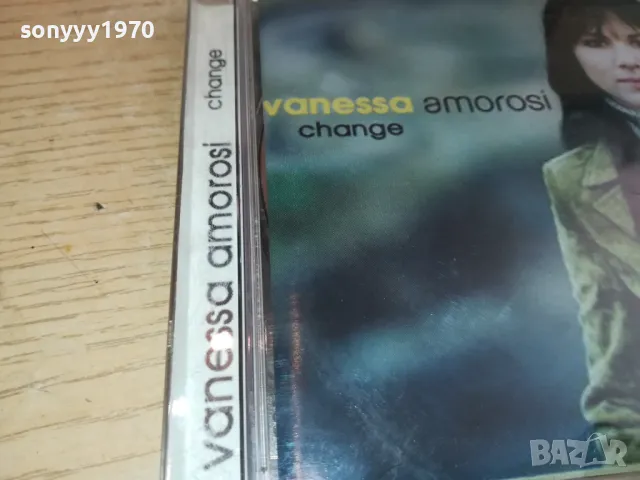 sonyyy1970
vanessa amorosi change
vanessa amorosi
change
BAZAR